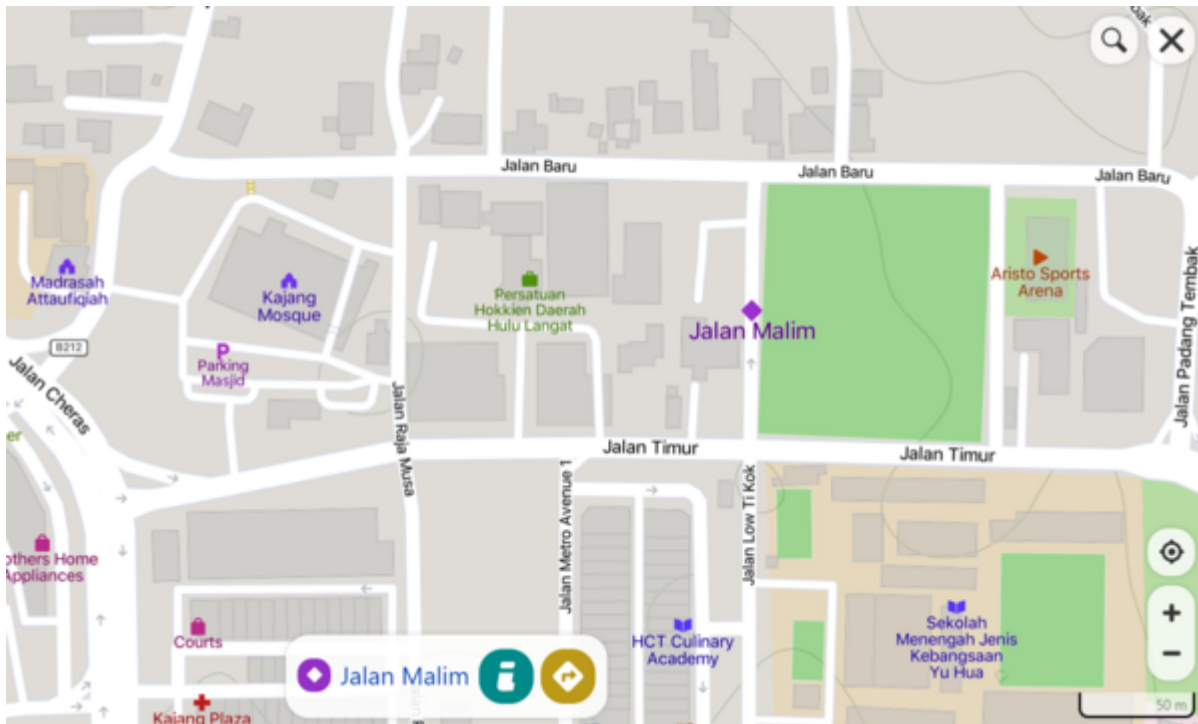 Jalan Baru
Jalan Baru
Jalan Baru
Madrasah
Attaufiqiah
Kajang
Mosque
Persatuan
Hokkien Daerah
Hulu Langat
Aristo Sports
Arena
Jalan Malim
B212
P
Parking
Masjid
Jalan Cheras
Jalan Raja Musa
Jalan Padang Tembak
Jalan Timur
Jalan Timur
Jalan Metro Avenue 1
Jalan Low Ti Kok
others Home
Appliances
Courts
HCT Culinary
Academy
Sekolah
Menengah Jenis
Kebangsaan
Yu Hua
Jalan Malim
Kajang Plaza
50 m